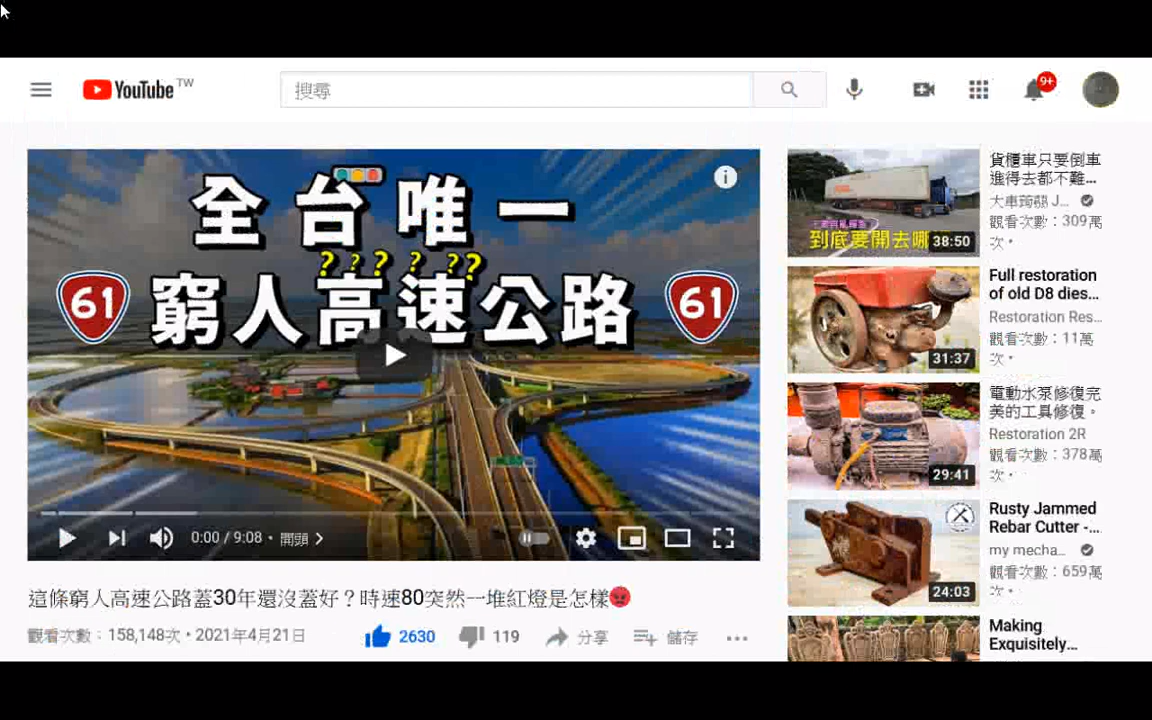 YouTube TW
搜尋
9+
全台唯一
???  ? ??
61 窮人高速公路 61
0:00 / 9:08 • 開頭
這條窮人高速公路蓋30年還沒蓋好？時速80突然一堆紅燈是怎樣
觀看次數：158,148次 • 2021年4月21日
2630
119
分享
儲存
到底要開去哪
38:50
貨櫃車只要倒車
進得去都不難...
觀看次數：309萬
次 •
31:37
Full restoration
of old D8 dies...
Restoration Res...
觀看次數：11萬
次 •
29:41
電動水泵修復完
美的工具修復。
Restoration 2R
觀看次數：378萬
次 •
24:03
Rusty Jammed
Rebar Cutter -...
my mecha...
觀看次數：659萬
次 •
Making
Exquisitely...